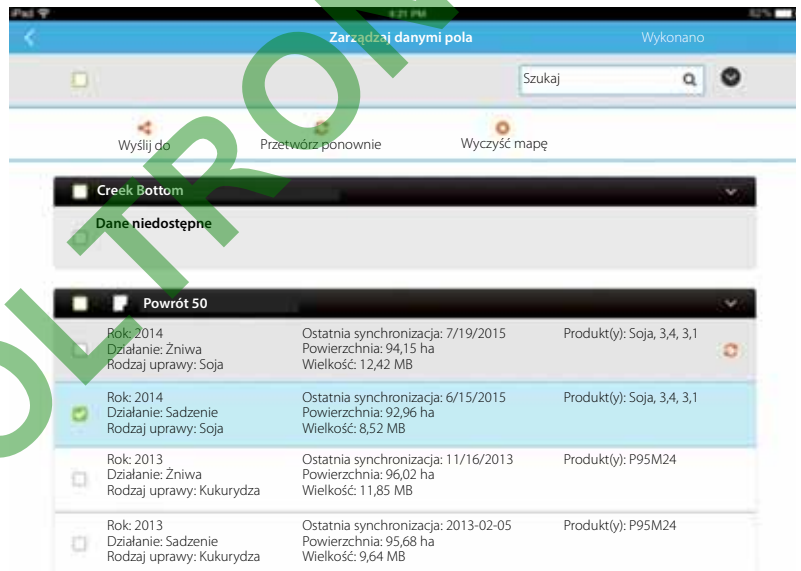 iPad 4:21 PM 82%
Zarządzaj danymi pola Wykonano
Szukaj
Wyślij do Przetwórz ponownie Wyczyść mapę
Creek Bottom
Dane niedostępne
Powrót 50
Rok: 2014 Ostatnia synchronizacja: 7/19/2015 Produkt(y): Soja, 3,4, 3,1
Działanie: Żniwa Powierzchnia: 94,15 ha
Rodzaj uprawy: Soja Wielkość: 12,42 MB
Rok: 2014 Ostatnia synchronizacja: 6/15/2015 Produkt(y): Soja, 3,4, 3,1
Działanie: Sadzenie Powierzchnia: 92,96 ha
Rodzaj uprawy: Soja Wielkość: 8,52 MB
Rok: 2013 Ostatnia synchronizacja: 11/16/2013 Produkt(y): P95M24
Działanie: Żniwa Powierzchnia: 96,02 ha
Rodzaj uprawy: Kukurydza Wielkość: 11,85 MB
Rok: 2013 Ostatnia synchronizacja: 2013-02-05 Produkt(y): P95M24
Działanie: Sadzenie Powierzchnia: 95,68 ha
Rodzaj uprawy: Kukurydza Wielkość: 9,64 MB
OLTRON